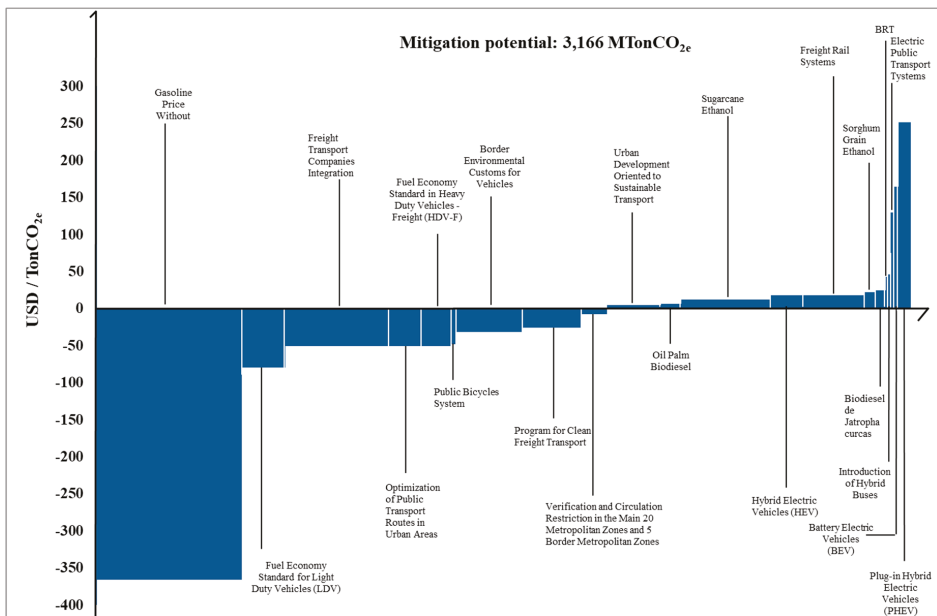 Mitigation potential: 3,166 MTonCO2e
USD / TonCO2e
300
250
200
150
100
50
0
-50
-100
-150
-200
-250
-300
-350
-400
Gasoline
Price
Without
Freight
Transport
Companies
Integration
Fuel Economy
Standard in Heavy
Duty Vehicles -
Freight (HDV-F)
Border
Environmental
Customs for
Vehicles
Urban
Development
Oriented to
Sustainable
Transport
Sugarcane
Ethanol
Freight Rail
Systems
Sorghum
Grain
Ethanol
BRT
Electric
Public
Transport
Tystems
Fuel Economy
Standard for Light
Duty Vehicles (LDV)
Optimization
of Public
Transport
Routes in
Urban Areas
Public Bicycles
System
Program for Clean
Freight Transport
Verification and Circulation
Restriction in the Main 20
Metropolitan Zones and 5
Border Metropolitan Zones
Oil Palm
Biodiesel
Hybrid Electric
Vehicles (HEV)
Biodiesel
de
Jatropha
curcas
Introduction
of Hybrid
Buses
Battery Electric
Vehicles
(BEV)
Plug-in Hybrid
Electric
Vehicles
(PHEV)